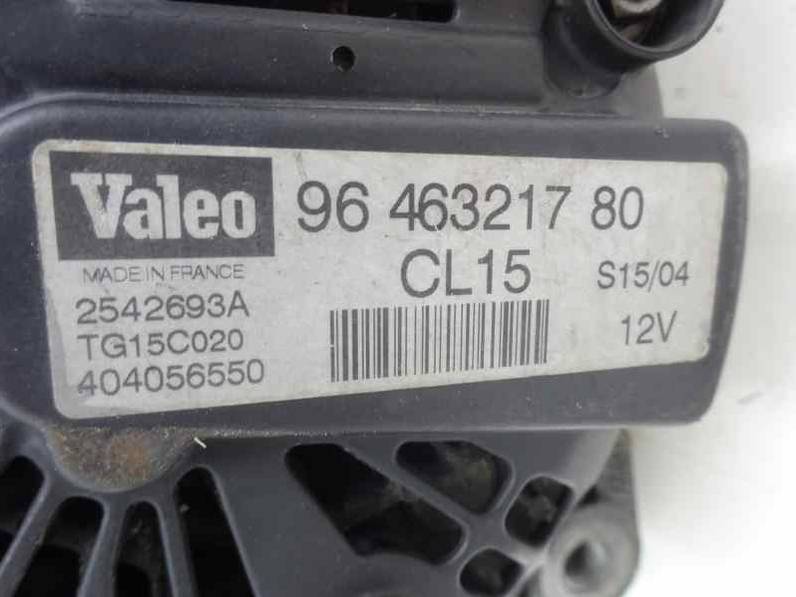 Valeo
96 463217 80
MADE IN FRANCE
CL15
S15/04
2542693A
TG15C020
12V
404056550